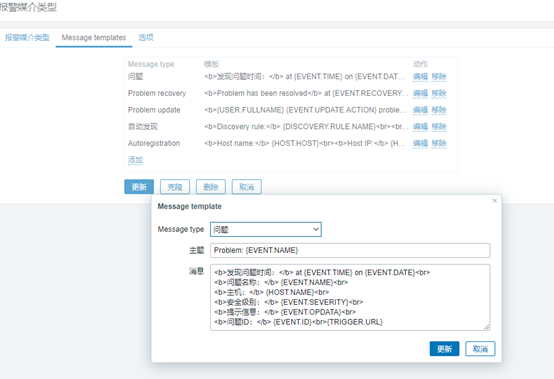 报警媒介类型
报警媒介类型 Message templates 选项
Message type 模板 动作
问题 <b>发现问题时间：</b> at {EVENT.TIME} on {EVENT.DAT... 编辑 移除
Problem recovery <b>Problem has been resolved</b> at {EVENT.RECOVERY... 编辑 移除
Problem update <b>{USER.FULLNAME} {EVENT.UPDATE.ACTION} proble... 编辑 移除
自动发现 <b>Discovery rule:</b> {DISCOVERY.RULE.NAME}<br><br... 编辑 移除
Autoregistration <b>Host name:</b> {HOST.HOST}<br><b>Host IP:</b> {H... 编辑 移除
添加
更新 克隆 删除 取消
Message template
Message type 问题
主题 Problem: {EVENT.NAME}
消息 <b>发现问题时间：</b> at {EVENT.TIME} on {EVENT.DATE}<br>
<b>问题名称：</b> {EVENT.NAME}<br>
<b>主机：</b> {HOST.NAME}<br>
<b>安全级别：</b> {EVENT.SEVERITY}<br>
<b>提示信息：</b> {EVENT.OPDATA}<br>
<b>问题ID：</b> {EVENT.ID}<br>{TRIGGER.URL}
更新 取消